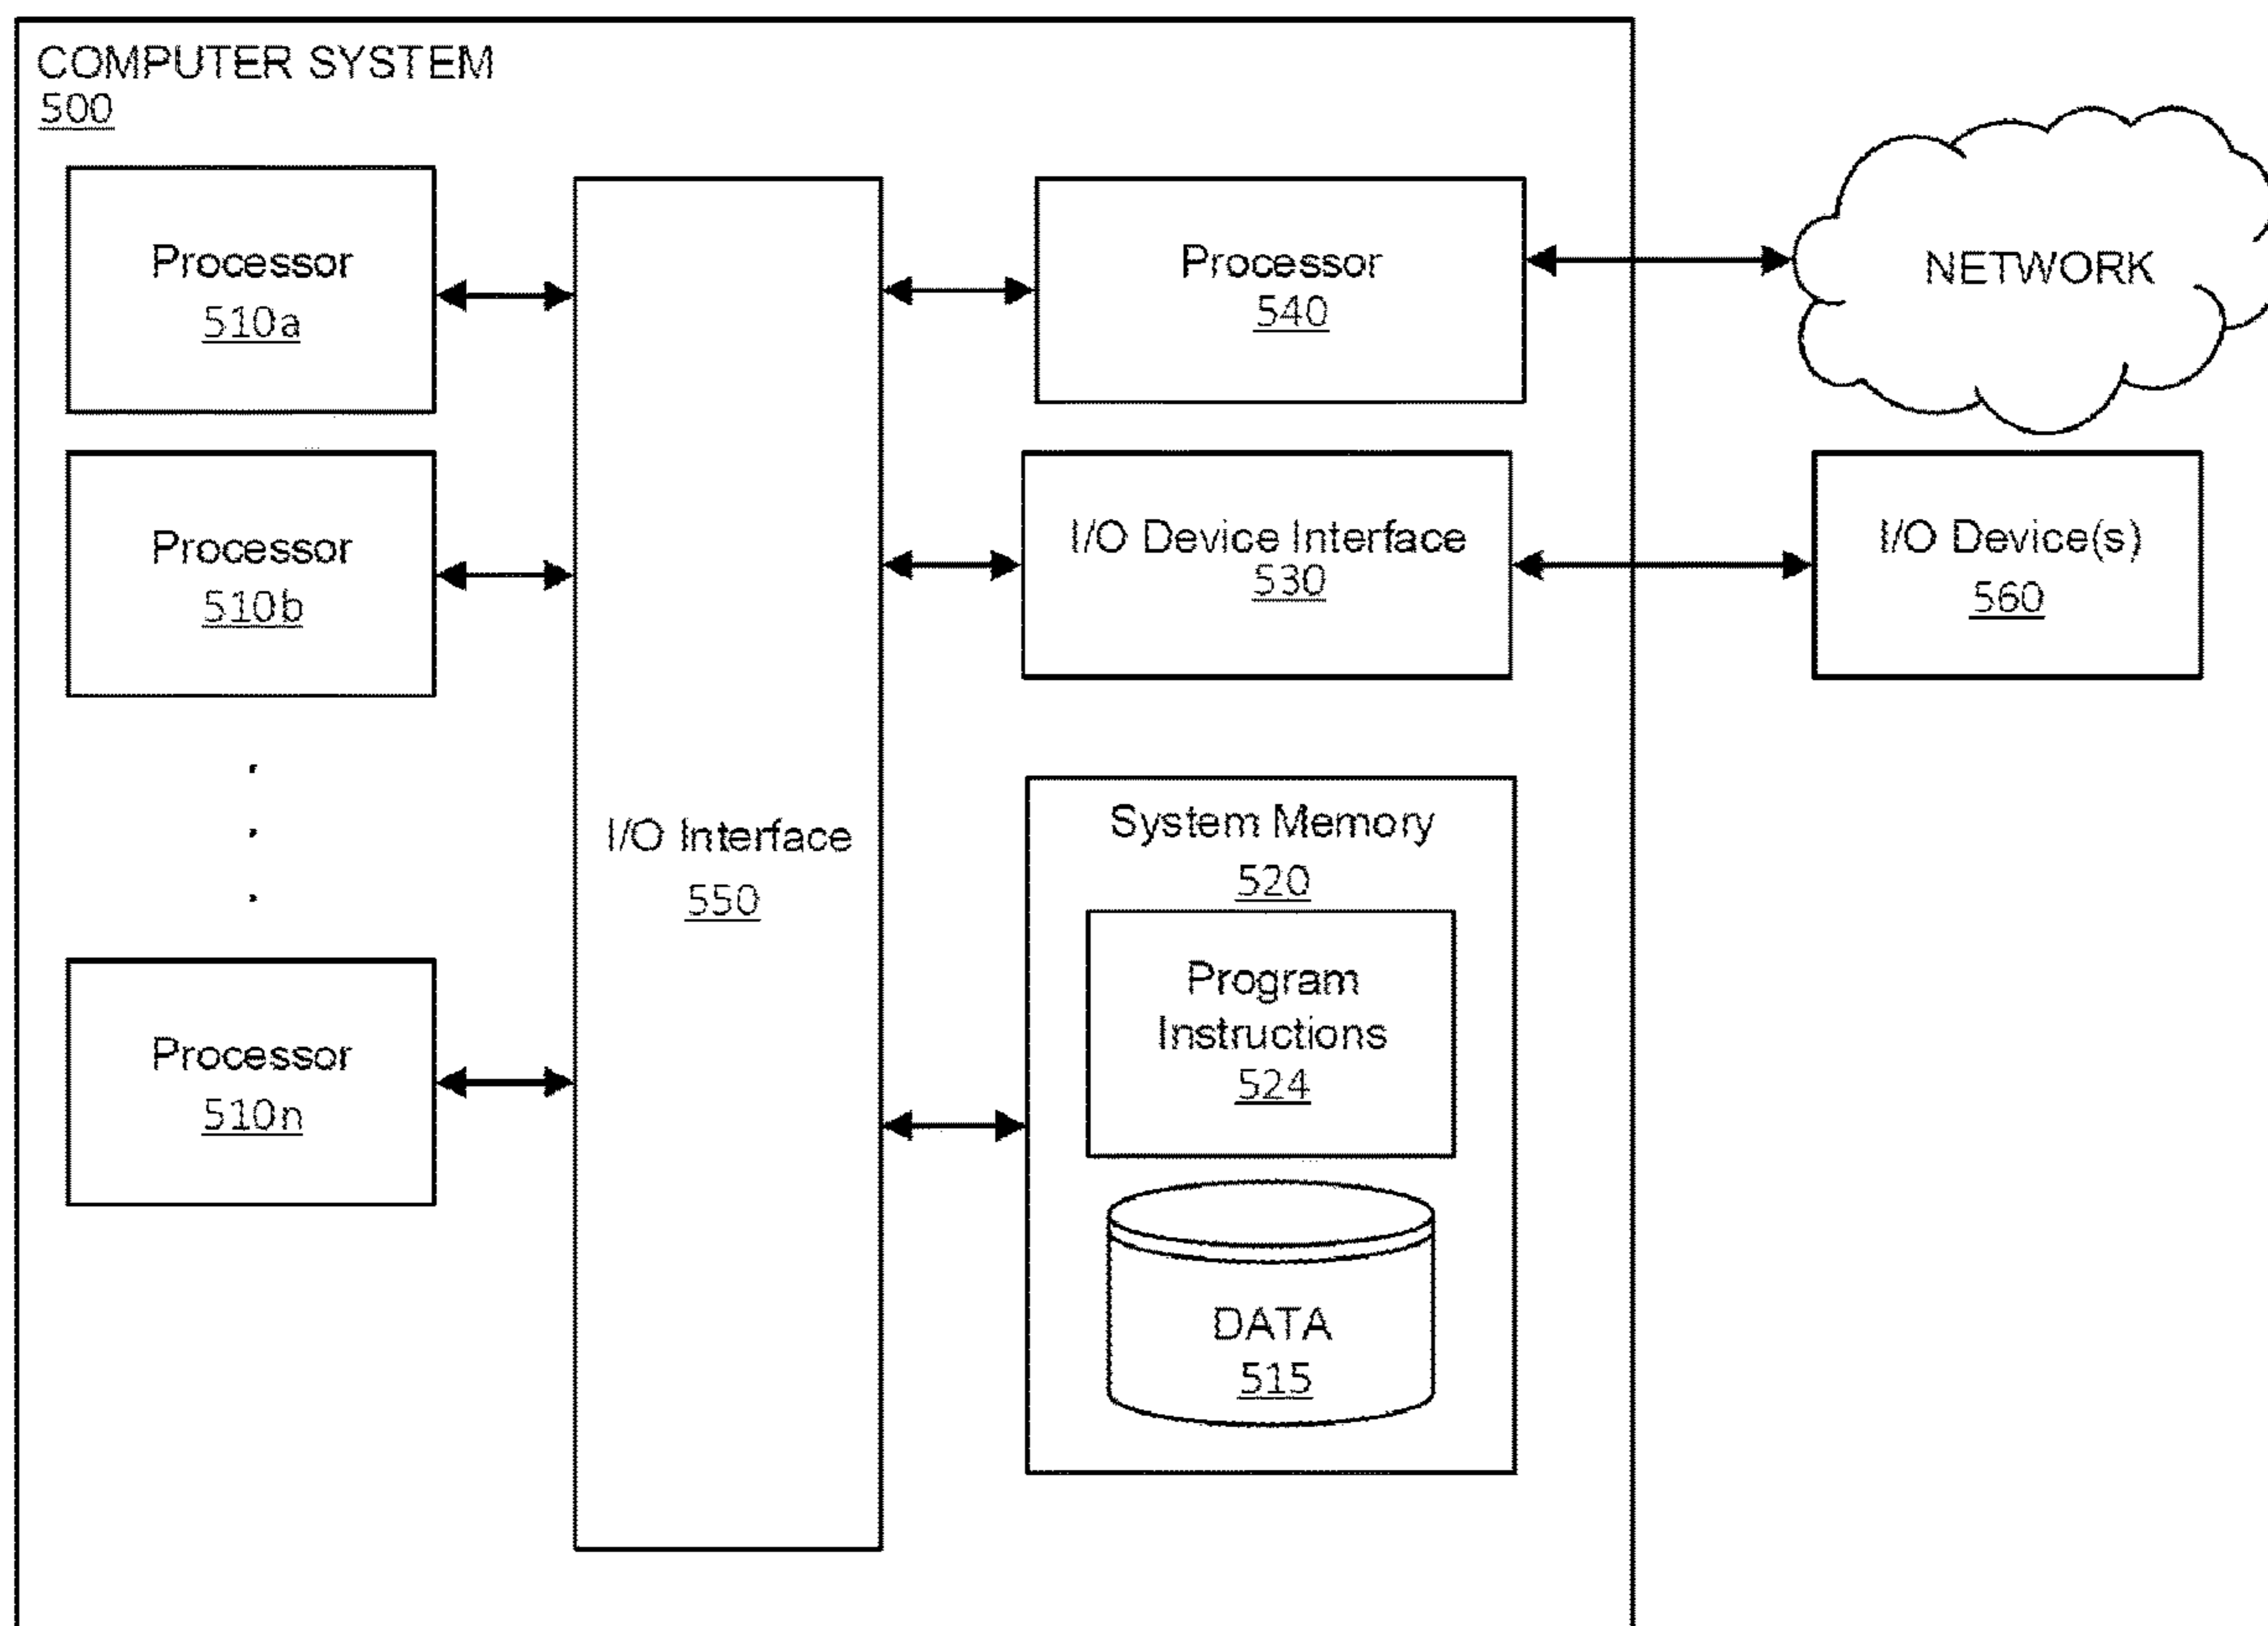 COMPUTER SYSTEM
500
Processor
510a
Processor
510b
Processor
510n
I/O Interface
550
Processor
540
I/O Device Interface
530
System Memory
520
Program
Instructions
524
DATA
515
NETWORK
I/O Device(s)
560